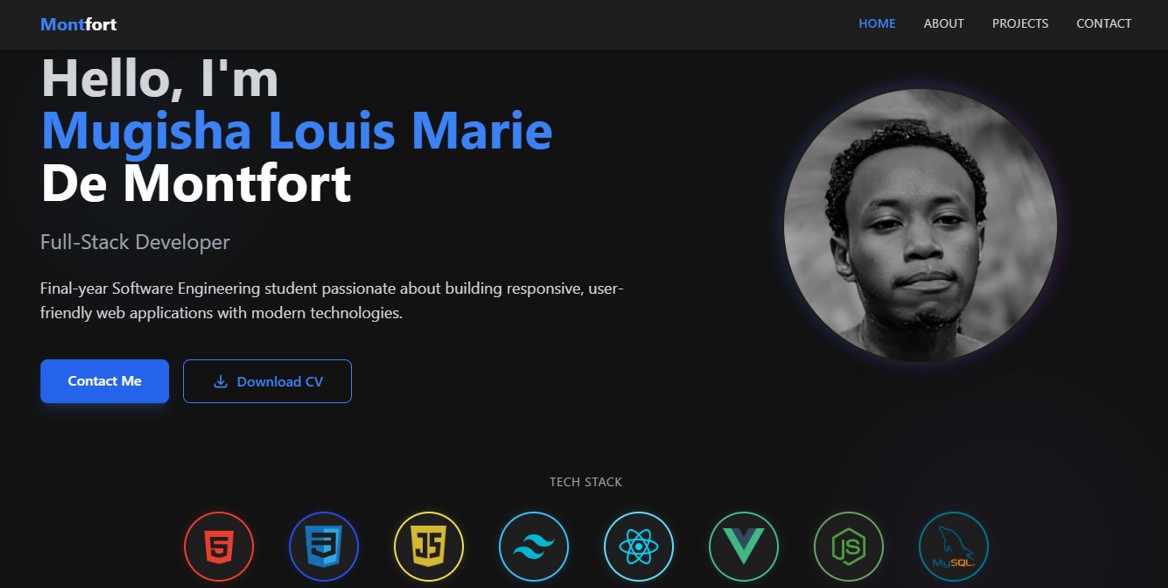 Montfort
HOME ABOUT PROJECTS CONTACT
Hello, I'm
Mugisha Louis Marie
De Montfort
Full-Stack Developer
Final-year Software Engineering student passionate about building responsive, user-
friendly web applications with modern technologies.
Contact Me
Download CV
TECH STACK
5
3
JS
JS
MySQL